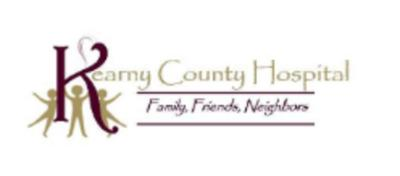 Kearny County Hospital
Family, Friends, Neighbors